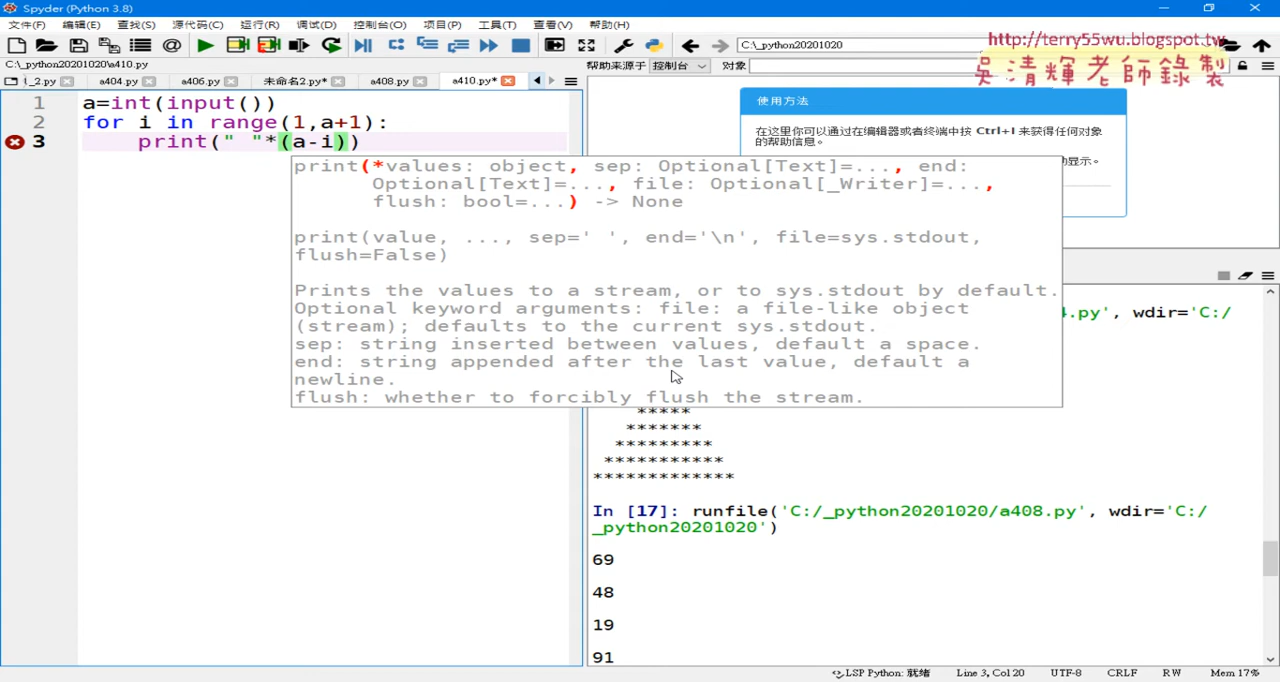 Spyder (Python 3.8)
文件(F) 编辑(E) 查找(S) 源代码(C) 运行(R) 调试(D) 控制台(O) 项目(P) 工具(T) 查看(V) 帮助(H)
C:\_python20201020
http://terry55wu.blogspot.tw
吳清輝老師錄製
C:\_python20201020\a410.py
帮助来源于 控制台 对象
l_2.py a404.py a406.py 未命名2.py* a408.py a410.py*
1 a=int(input())
2 for i in range(1,a+1):
3 print(" "*(a-i))
使用方法
在这里你可以通过在编辑器或者终端中按 Ctrl+I 来获得任何对象
的帮助信息。
动显示。
print(*values: object, sep: Optional[Text]=..., end:
Optional[Text]=..., file: Optional[_Writer]=...,
flush: bool=...) -> None
print(value, ..., sep=' ', end='\n', file=sys.stdout,
flush=False)
Prints the values to a stream, or to sys.stdout by default.
Optional keyword arguments: file: a file-like object
(stream); defaults to the current sys.stdout.
sep: string inserted between values, default a space.
end: string appended after the last value, default a
newline.
flush: whether to forcibly flush the stream.
4.py', wdir='C:/
*****
*******
*********
***********
*************
In [17]: runfile('C:/_python20201020/a408.py', wdir='C:/
_python20201020')
69
48
19
91
LSP Python: 就绪 Line 3, Col 20 UTF-8 CRLF RW Mem 17%